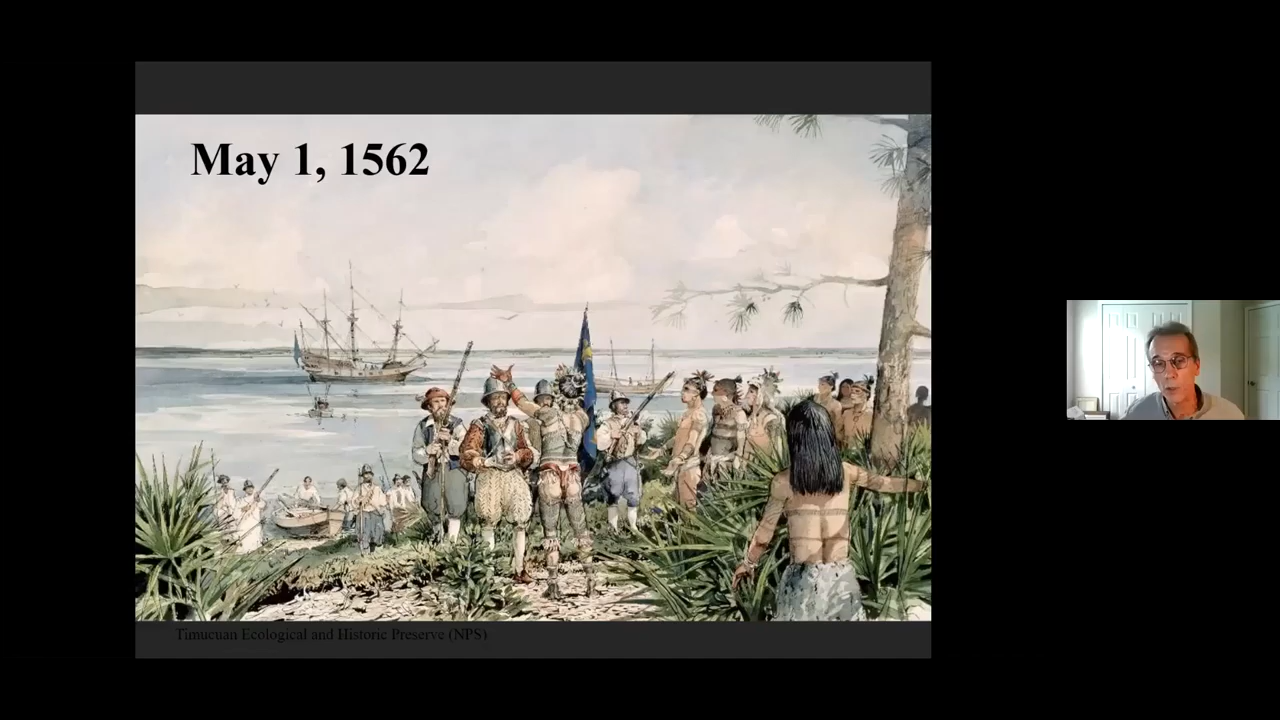 May 1, 1562
Timucuan Ecological and Historic Preserve (NPS)